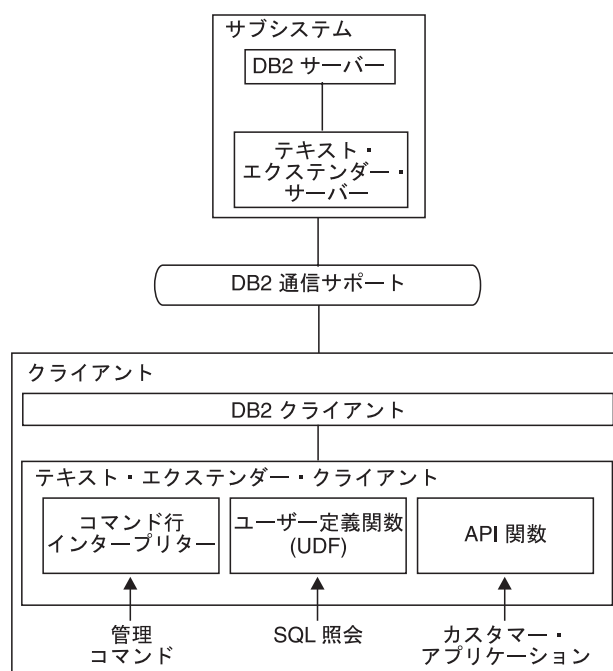 サブシステム
DB2 サーバー
テキスト・
エクステンダー・
サーバー
DB2 通信サポート
クライアント
DB2 クライアント
テキスト・エクステンダー・クライアント
コマンド行
インタープリター
ユーザー定義関数
(UDF)
API 関数
管理
コマンド
SQL 照会
カスタマー・
アプリケーション